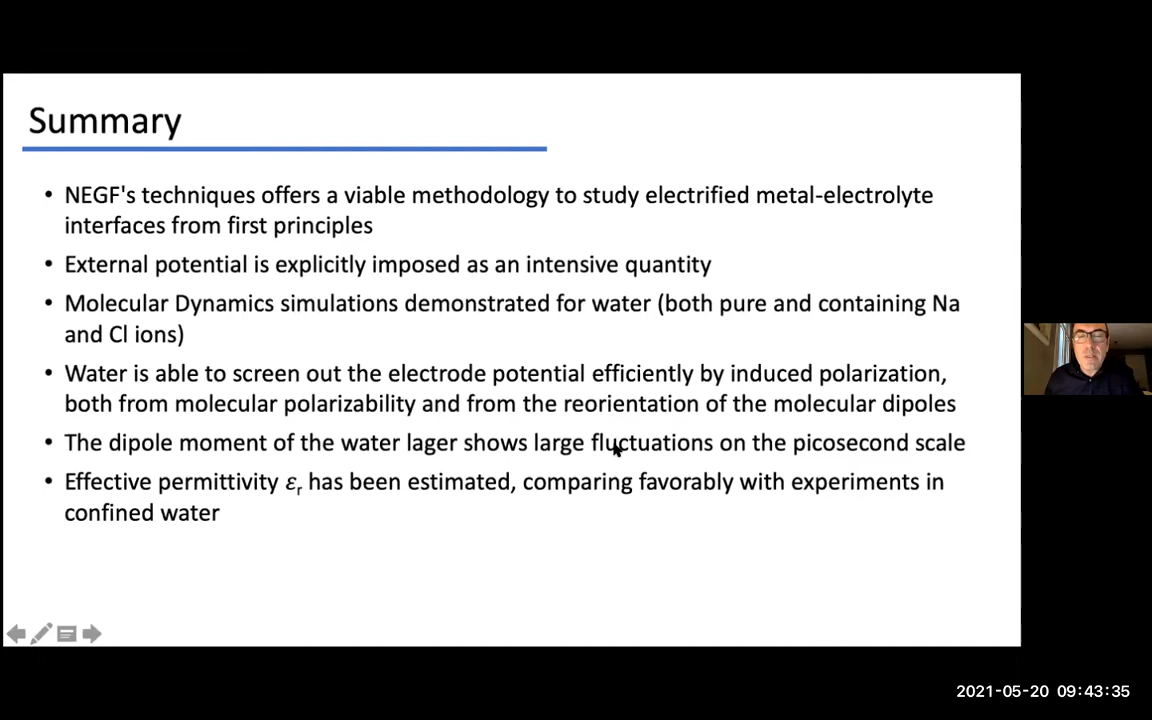 Summary
• NEGF's techniques offers a viable methodology to study electrified metal-electrolyte
interfaces from first principles
• External potential is explicitly imposed as an intensive quantity
• Molecular Dynamics simulations demonstrated for water (both pure and containing Na
and Cl ions)
• Water is able to screen out the electrode potential efficiently by induced polarization,
both from molecular polarizability and from the reorientation of the molecular dipoles
• The dipole moment of the water lager shows large fluctuations on the picosecond scale
• Effective permittivity εr has been estimated, comparing favorably with experiments in
confined water
2021-05-20 09:43:35